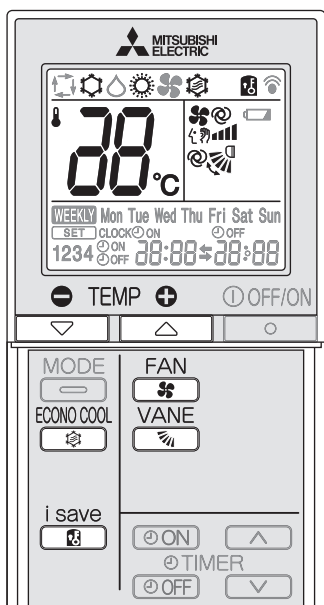 MITSUBISHI
ELECTRIC
88
°C
WEEKLY Mon Tue Wed Thu Fri Sat Sun
SET CLOCK ON OFF
1234 ON
OFF 88:88 88:88
TEMP OFF/ON
MODE FAN
ECONO COOL VANE
i save
ON
TIMER
OFF